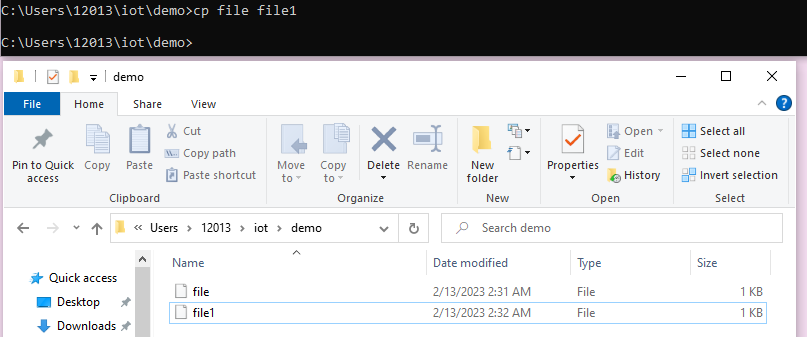 C:\Users\12013\iot\demo>cp file file1
C:\Users\12013\iot\demo>
demo
File Home Share View
Pin to Quick access
Copy
Paste
Cut
Copy path
Paste shortcut
Clipboard
Move to
Copy to
Delete
Rename
Organize
New folder
New
Properties
Open
Edit
History
Open
Select all
Select none
Invert selection
Select
« Users › 12013 › iot › demo
Search demo
Quick access
Desktop
Downloads
Name Date modified Type Size
file 2/13/2023 2:31 AM File 1 KB
file1 2/13/2023 2:32 AM File 1 KB